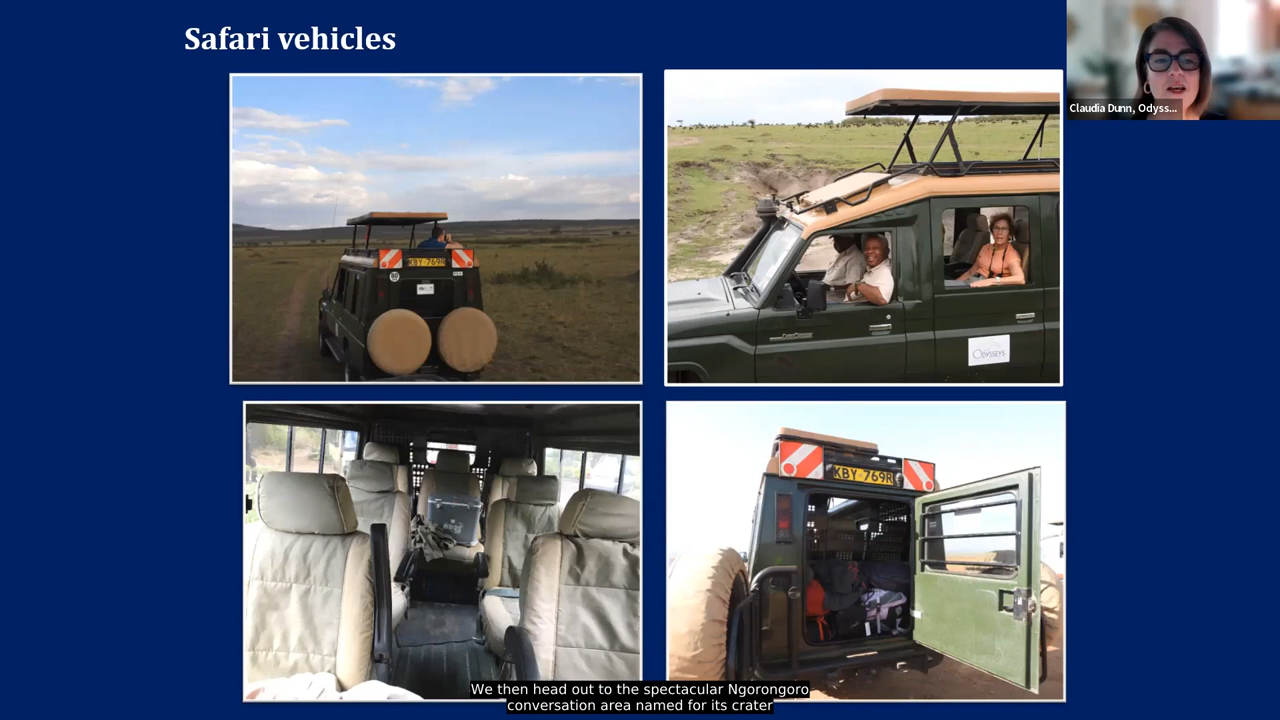 Safari vehicles
Claudia Dunn, Odyss...
KBY 769R
ODYSSEYS
KBY 769R
We then head out to the spectacular Ngorongoro
conversation area named for its crater